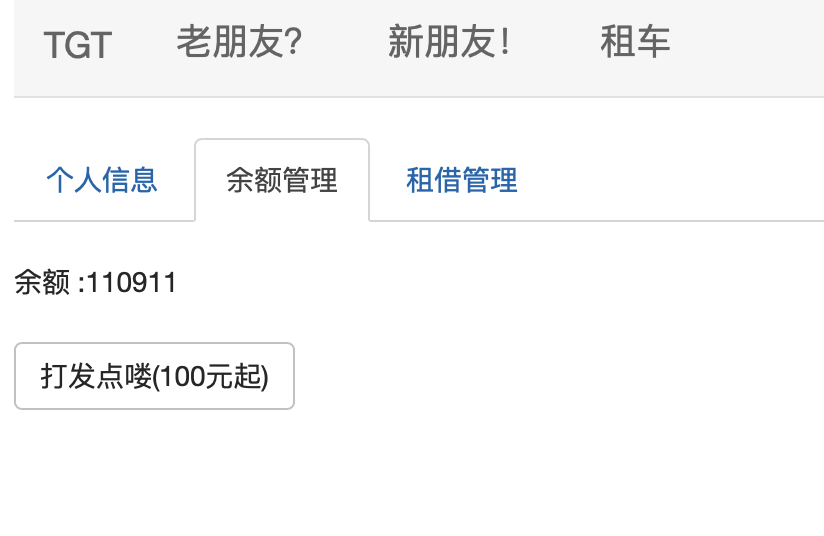 TGT 老朋友? 新朋友! 租车
个人信息 余额管理 租借管理
余额 :110911
打发点喽(100元起)